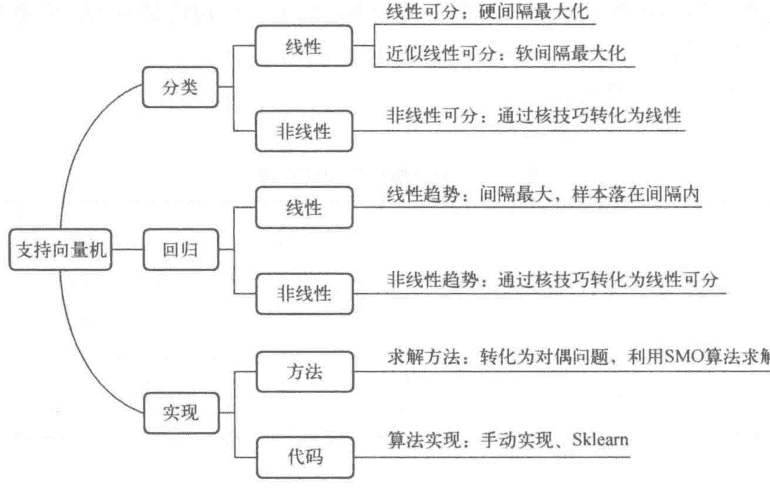 线性可分：硬间隔最大化
线性
近似线性可分：软间隔最大化
分类
非线性
非线性可分：通过核技巧转化为线性
线性
线性趋势：间隔最大，样本落在间隔内
支持向量机
回归
非线性
非线性趋势：通过核技巧转化为线性可分
方法
求解方法：转化为对偶问题，利用SMO算法求解
实现
代码
算法实现：手动实现、Sklearn